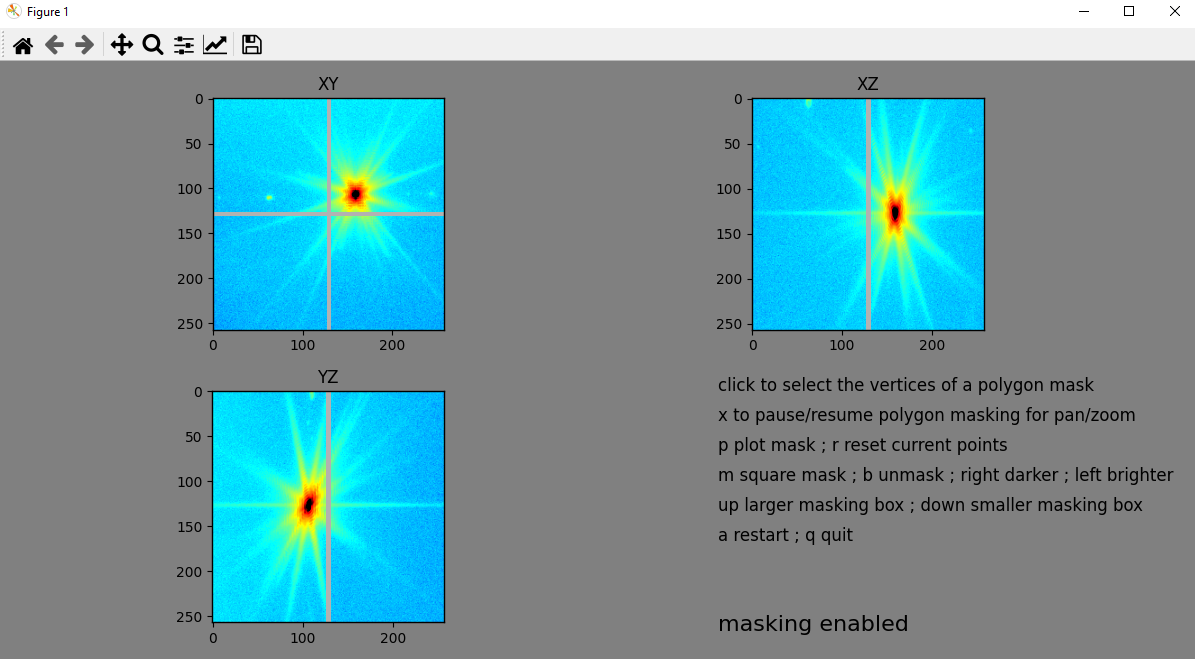 Figure 1
XY
0
50
100
150
200
250
0 100 200
XZ
0
50
100
150
200
250
0 100 200
YZ
0
50
100
150
200
250
0 100 200
click to select the vertices of a polygon mask
x to pause/resume polygon masking for pan/zoom
p plot mask ; r reset current points
m square mask ; b unmask ; right darker ; left brighter
up larger masking box ; down smaller masking box
a restart ; q quit
masking enabled